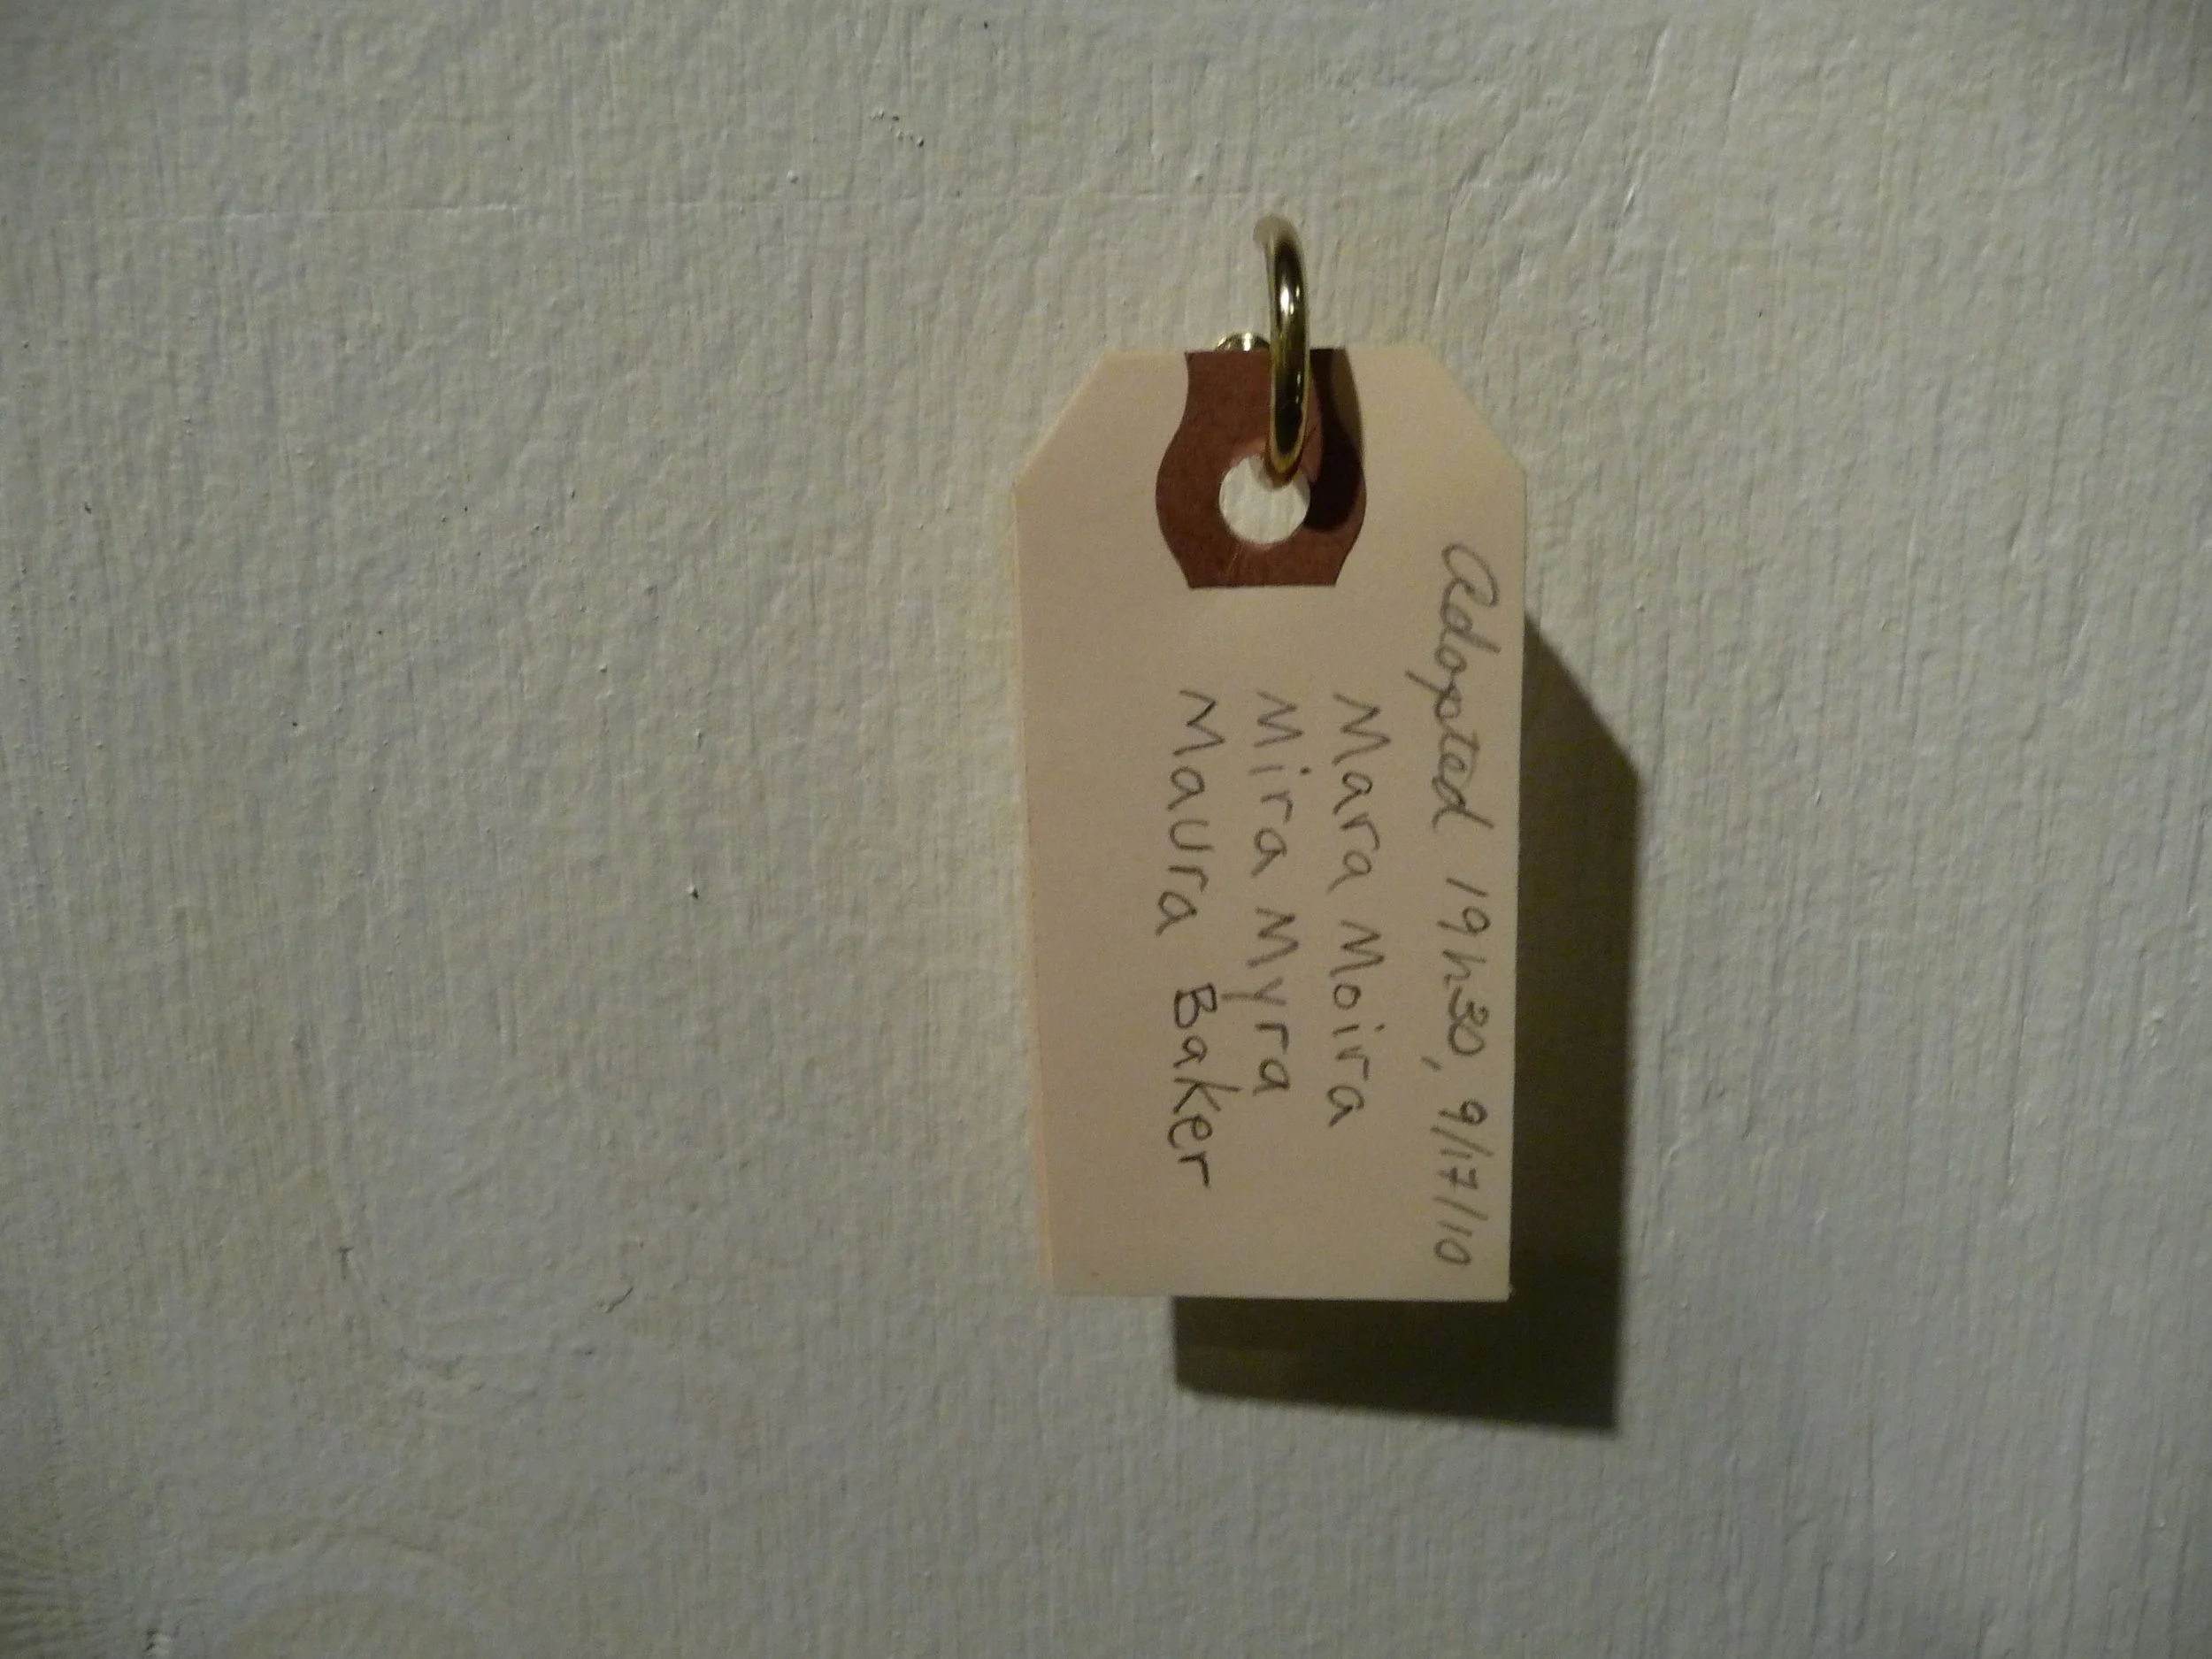 Adopted 19h30, 9/17/10
Mara Moira
Mira Myra
Maura Baker